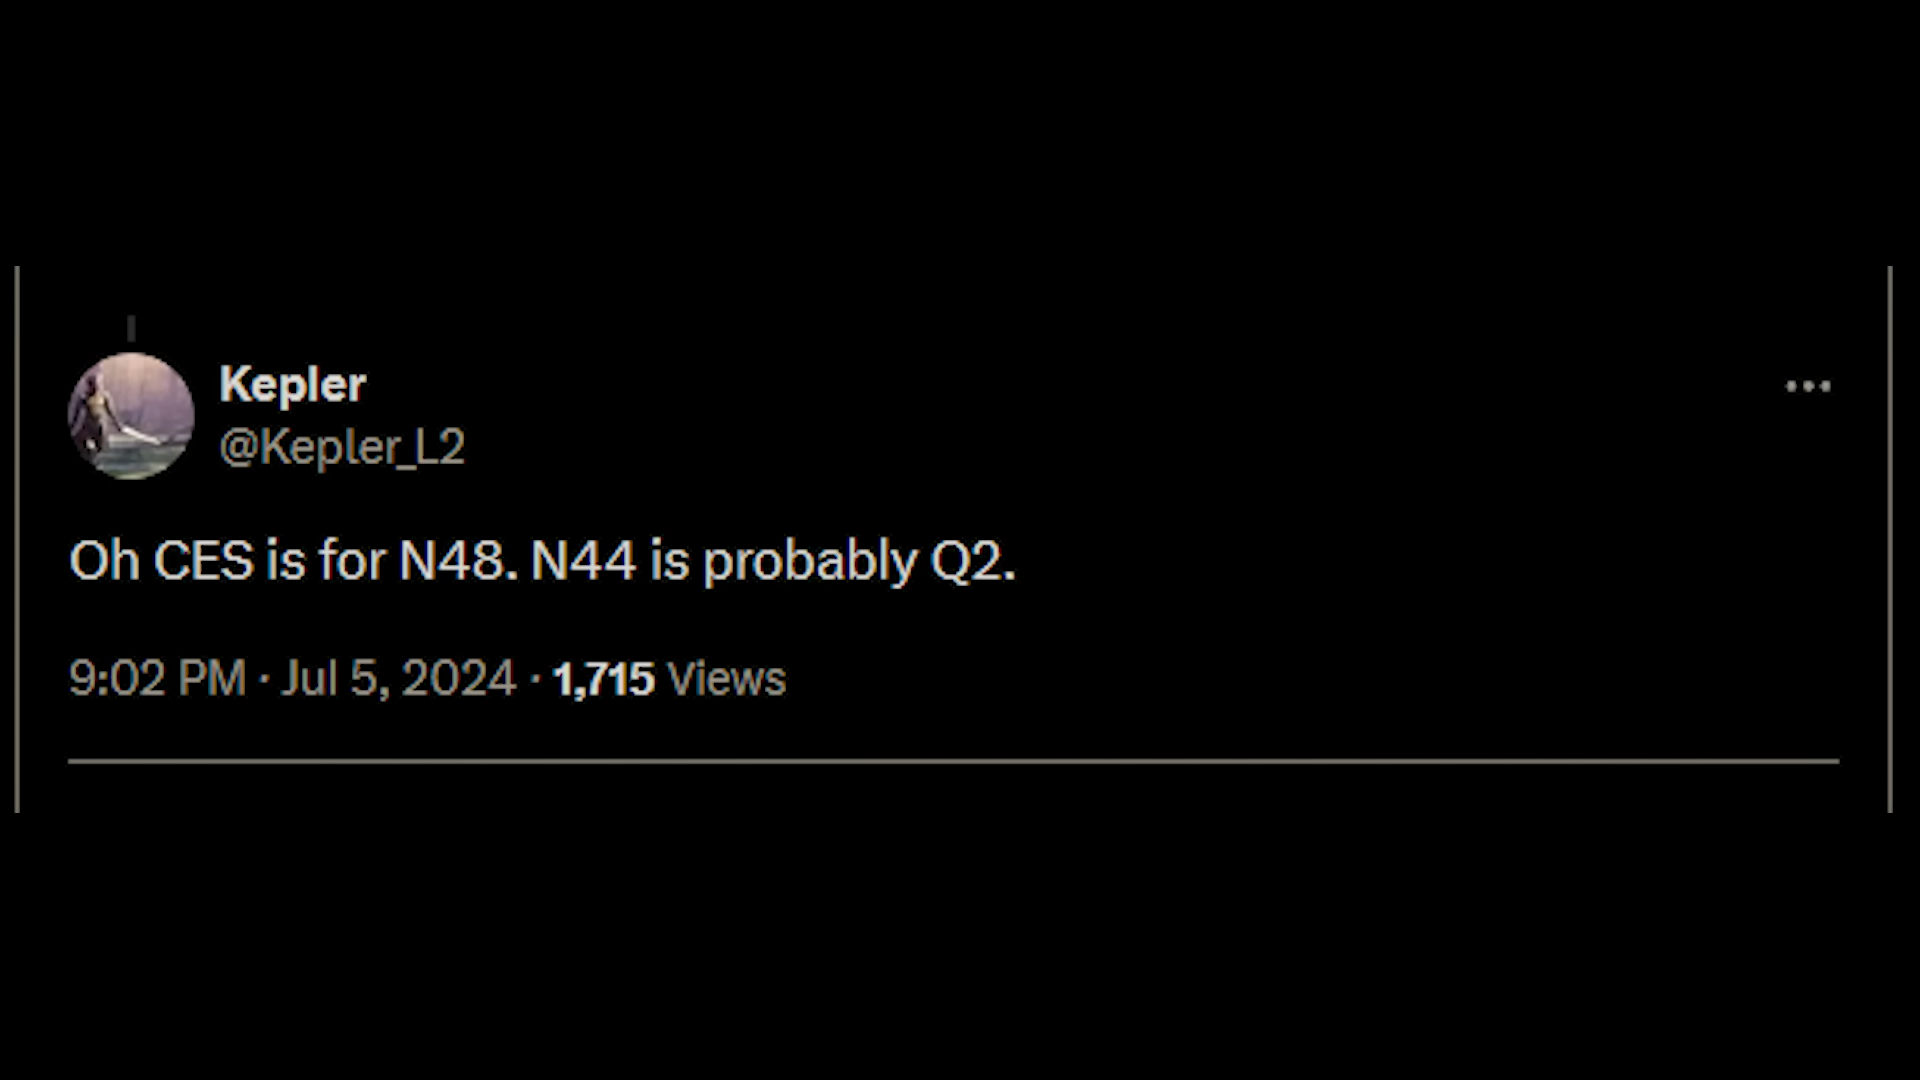 Kepler
@Kepler_L2
Oh CES is for N48. N44 is probably Q2.
9:02 PM · Jul 5, 2024 · 1,715 Views